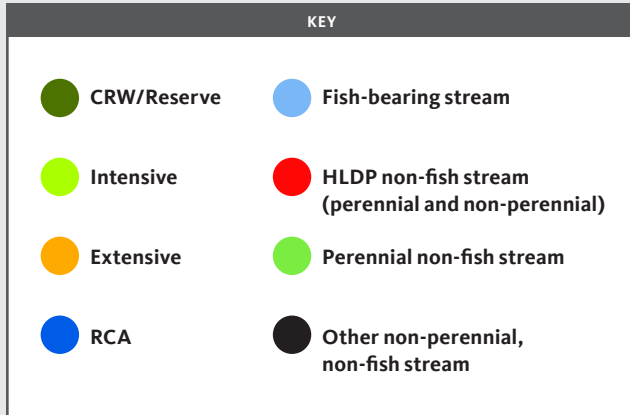 KEY
CRW/Reserve
Fish-bearing stream
Intensive
HLDP non-fish stream
(perennial and non-perennial)
Extensive
Perennial non-fish stream
RCA
Other non-perennial,
non-fish stream